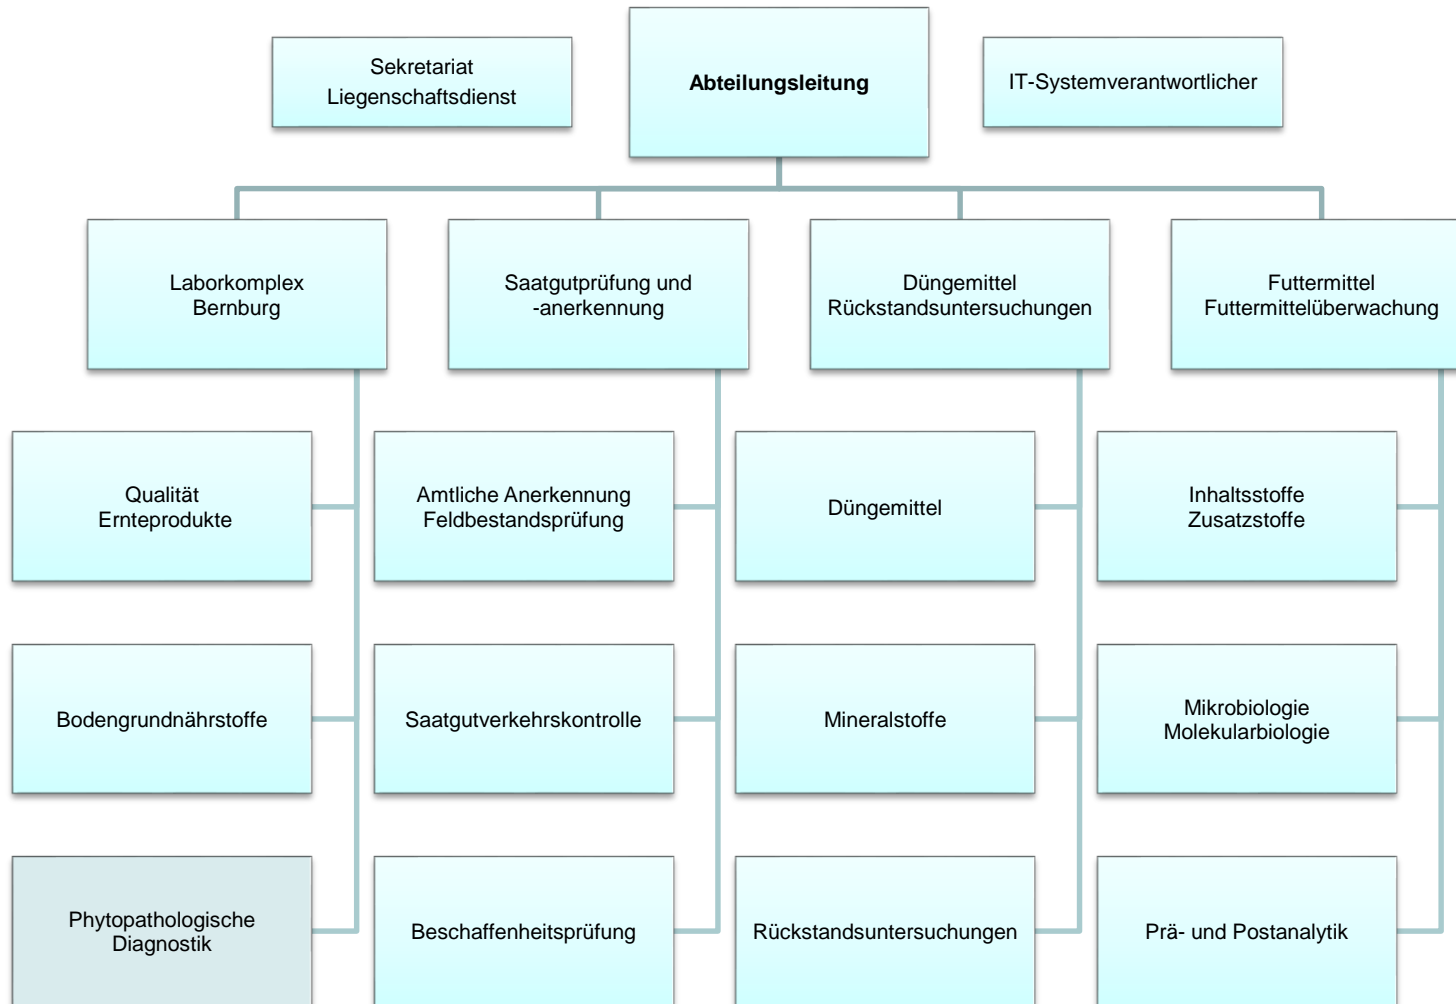 Sekretariat
Liegenschaftsdienst
Abteilungsleitung
IT-Systemverantwortlicher
Laborkomplex
Bernburg
Saatgutprüfung und
-anerkennung
Düngemittel
Rückstandsuntersuchungen
Futtermittel
Futtermittelüberwachung
Qualität
Ernteprodukte
Amtliche Anerkennung
Feldbestandsprüfung
Düngemittel
Inhaltsstoffe
Zusatzstoffe
Bodengrundnährstoffe
Saatgutverkehrskontrolle
Mineralstoffe
Mikrobiologie
Molekularbiologie
Phytopathologische
Diagnostik
Beschaffenheitsprüfung
Rückstandsuntersuchungen
Prä- und Postanalytik